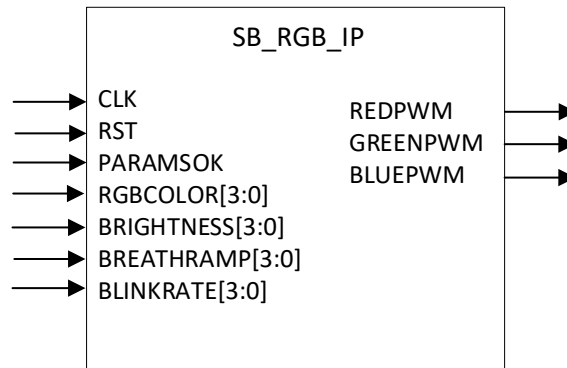 SB_RGB_IP
CLK
RST
PARAMSOK
RGBCOLOR[3:0]
BRIGHTNESS[3:0]
BREATHRAMP[3:0]
BLINKRATE[3:0]
REDPWM
GREENPWM
BLUEPWM